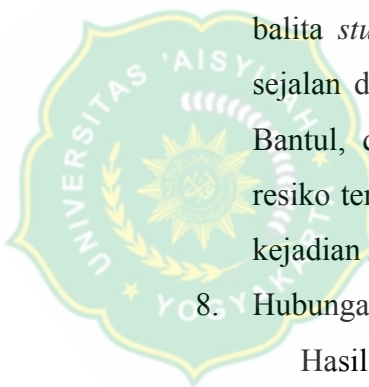 balita stu
sejalan d
Bantul, d
resiko ter
kejadian
8. Hubunga
Hasil
UNIVERSITAS 'AISYIYAH
YOGYAKARTA